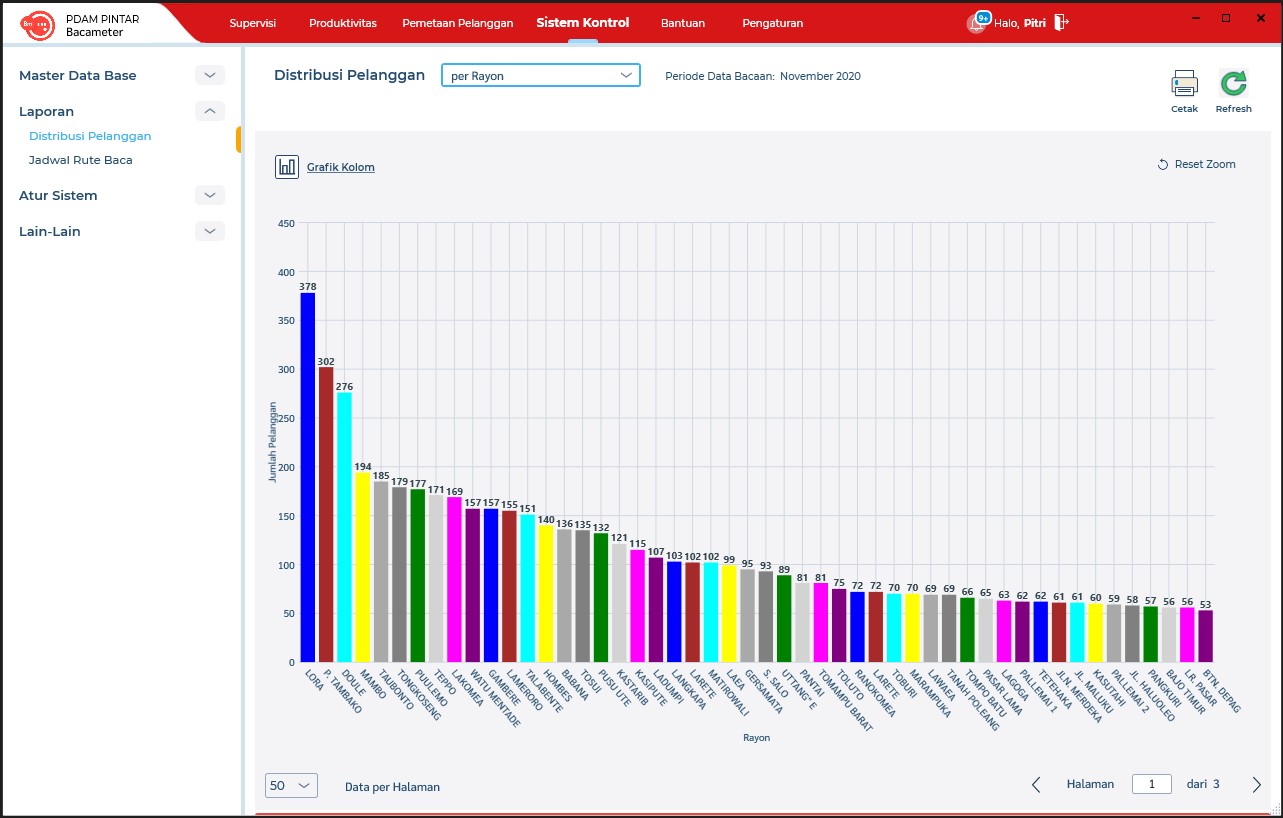 PDAM PINTAR
Bacameter
Supervisi
Produktivitas
Pemetaan Pelanggan
Sistem Kontrol
Bantuan
Pengaturan
9+
Halo, Pitri
Master Data Base
Laporan
Distribusi Pelanggan
Jadwal Rute Baca
Atur Sistem
Lain-Lain
Distribusi Pelanggan
per Rayon
Periode Data Bacaan: November 2020
Cetak
Refresh
Grafik Kolom
Reset Zoom
Jumlah Pelanggan
450
400
350
300
250
200
150
100
50
0
378
302
276
194
185
179
177
171
169
157
157
155
151
140
136
135
132
121
115
107
103
102
102
99
95
93
89
81
81
75
72
72
70
70
69
69
66
65
63
62
62
61
61
60
59
58
57
56
56
53
LORA
P. TAMBAKO
DOULE
MAMBO
TAUBONTO
TONGKOSENG
PUULEMO
TEPPO
LAKOMEA
WATU MENTADE
GAMBERE
LAMERORO
TALABENTE
HOMBES
BABANA
TOSUI
PUSU UTE
KASTARIB
KASIPUTE
LADUMPI
LANGKAPA
LARETE
MATIROWALI
LAEA
GERSAMATA
S. SALO
UTTANG" E
PANTAI
TOMAMPU BARAT
TOLUTO
RANOKOMEA
LARETE
TOBURI
MARAMPUKA
LAWAEA
TANAH POLEANG
TOMPO BATU
PASAR LAMA
LAGOGA
PALLEMAI 1
TETEHAKA
JLN. MERDEKA
JL. MALUKU
KASUTAHI
PALLEMAI 2
JL. HALUOLEO
PANGKURI
BAJO TIMUR
LR. PASAR
BTN. DEPAG
Rayon
50
Data per Halaman
Halaman
1
dari 3